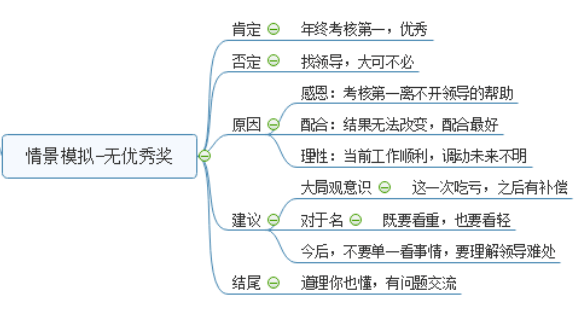 情景模拟-无优秀奖
肯定
年终考核第一，优秀
否定
找领导，大可不必
原因
感恩：考核第一离不开领导的帮助
配合：结果无法改变，配合最好
理性：当前工作顺利，调动未来不明
建议
大局观意识
这一次吃亏，之后有补偿
对于名
既要看重，也要看轻
今后，不要单一看事情，要理解领导难处
结尾
道理你也懂，有问题交流